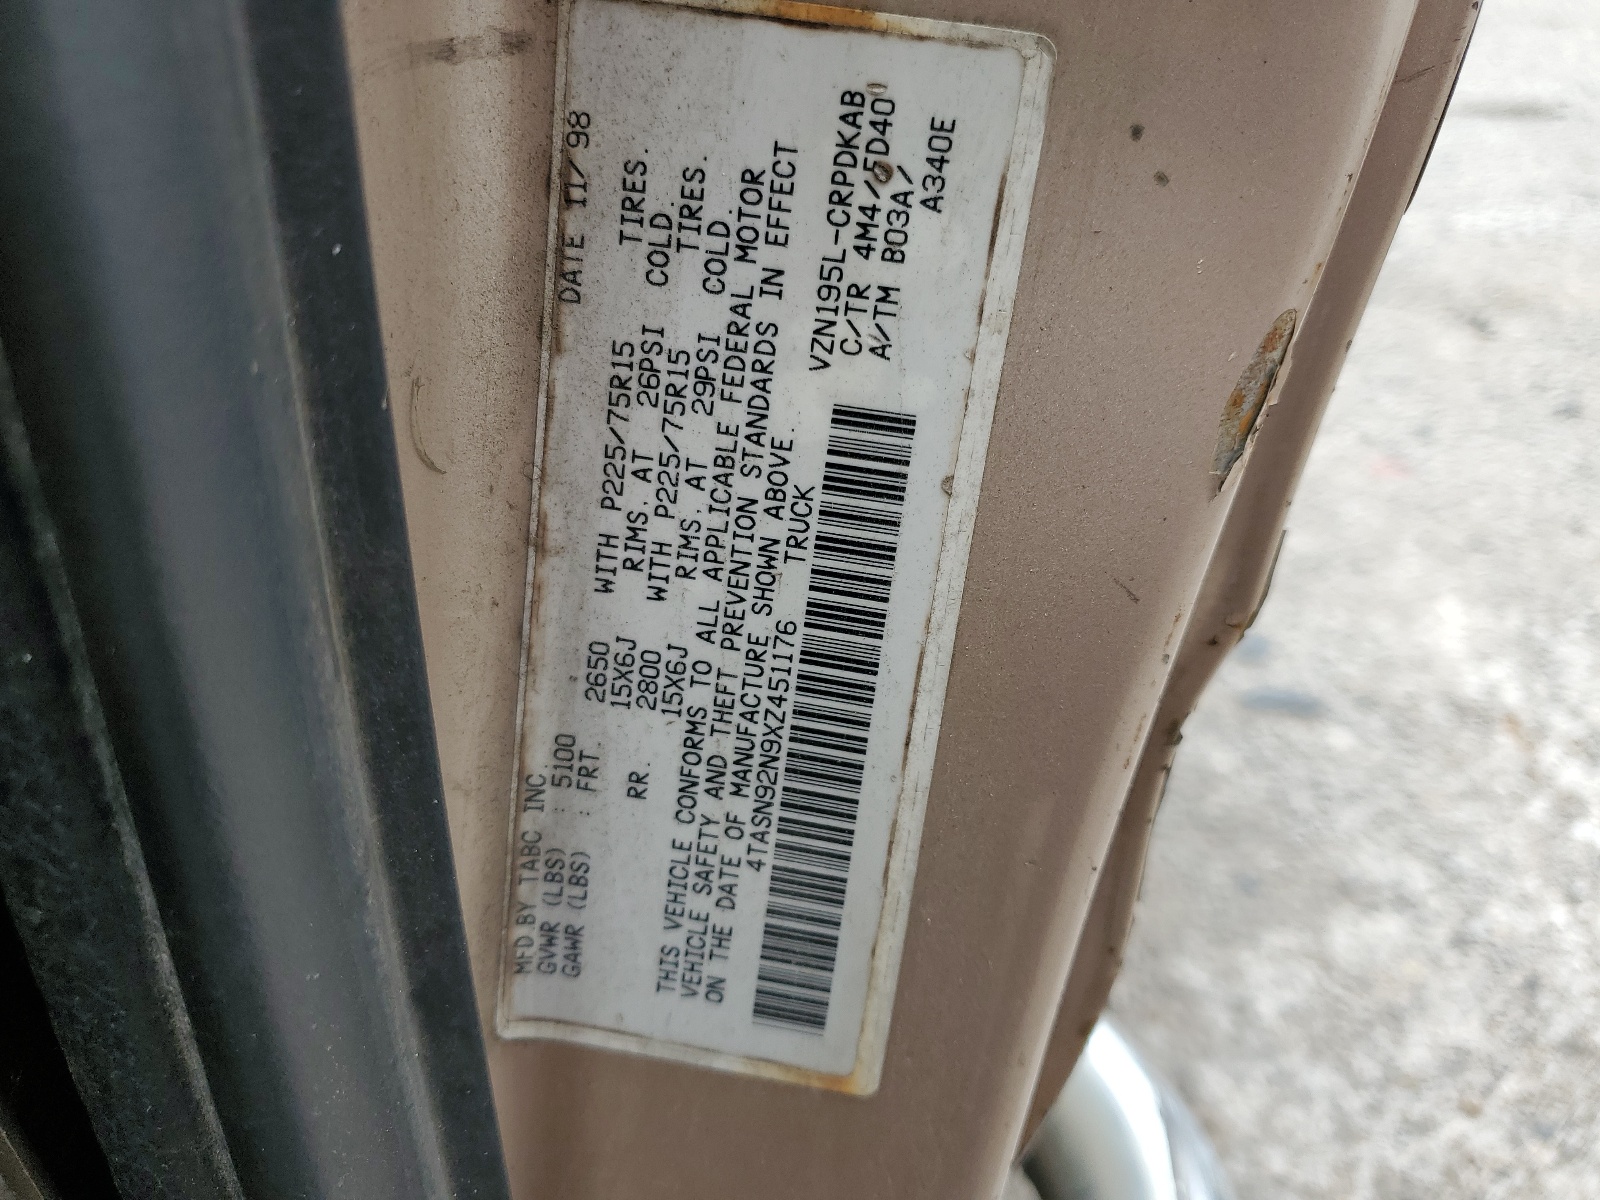 MFD.BY TABC INC. DATE 11/98
GVWR (LBS) : 5100
GAWR (LBS) : FRT. 2650 WITH P225/75R15 TIRES.
15X6J RIMS, AT 26PSI COLD.
RR. 2800 WITH P225/75R15 TIRES.
15X6J RIMS, AT 29PSI COLD.
THIS VEHICLE CONFORMS TO ALL APPLICABLE FEDERAL MOTOR
VEHICLE SAFETY AND THEFT PREVENTION STANDARDS IN EFFECT
ON THE DATE OF MANUFACTURE SHOWN ABOVE.
4TASN92N9XZ451176 TRUCK
VZN195L-CRPDKAB
C/TR 4M4/FD40
A/TM B03A/
A340E